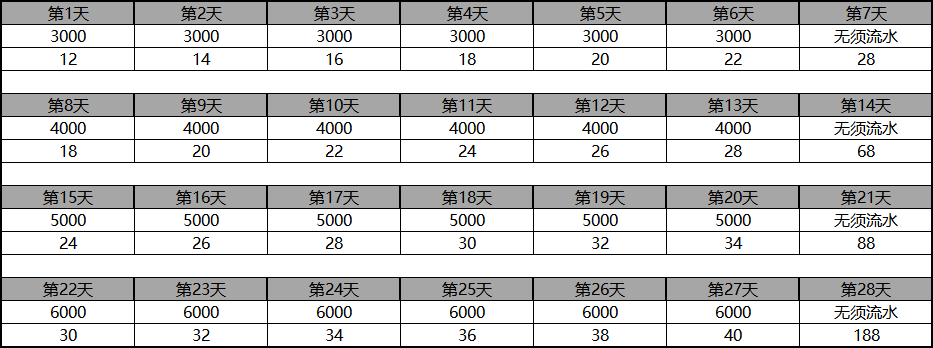 第1天 第2天 第3天 第4天 第5天 第6天 第7天
3000 3000 3000 3000 3000 3000 无须流水
12 14 16 18 20 22 28
第8天 第9天 第10天 第11天 第12天 第13天 第14天
4000 4000 4000 4000 4000 4000 无须流水
18 20 22 24 26 28 68
第15天 第16天 第17天 第18天 第19天 第20天 第21天
5000 5000 5000 5000 5000 5000 无须流水
24 26 28 30 32 34 88
第22天 第23天 第24天 第25天 第26天 第27天 第28天
6000 6000 6000 6000 6000 6000 无须流水
30 32 34 36 38 40 188